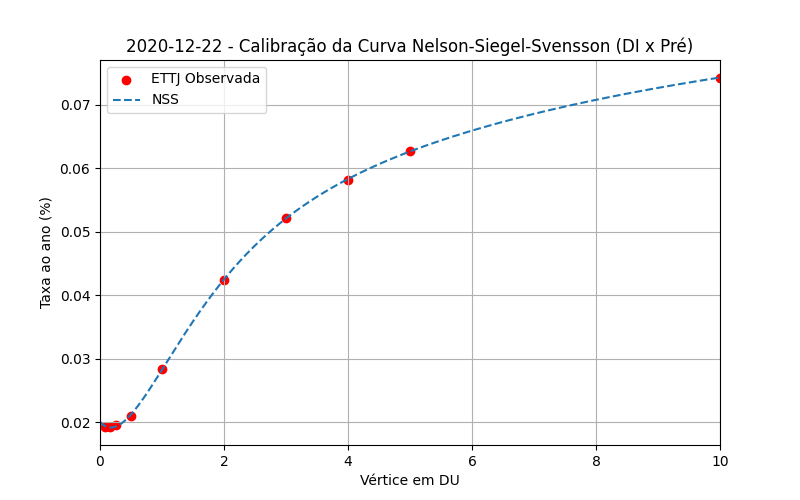 2020-12-22 - Calibração da Curva Nelson-Siegel-Svensson (DI x Pré)
ETTJ Observada
NSS
Taxa ao ano (%)
0.07
0.06
0.05
0.04
0.03
0.02
0 2 4 6 8 10
Vértice em DU